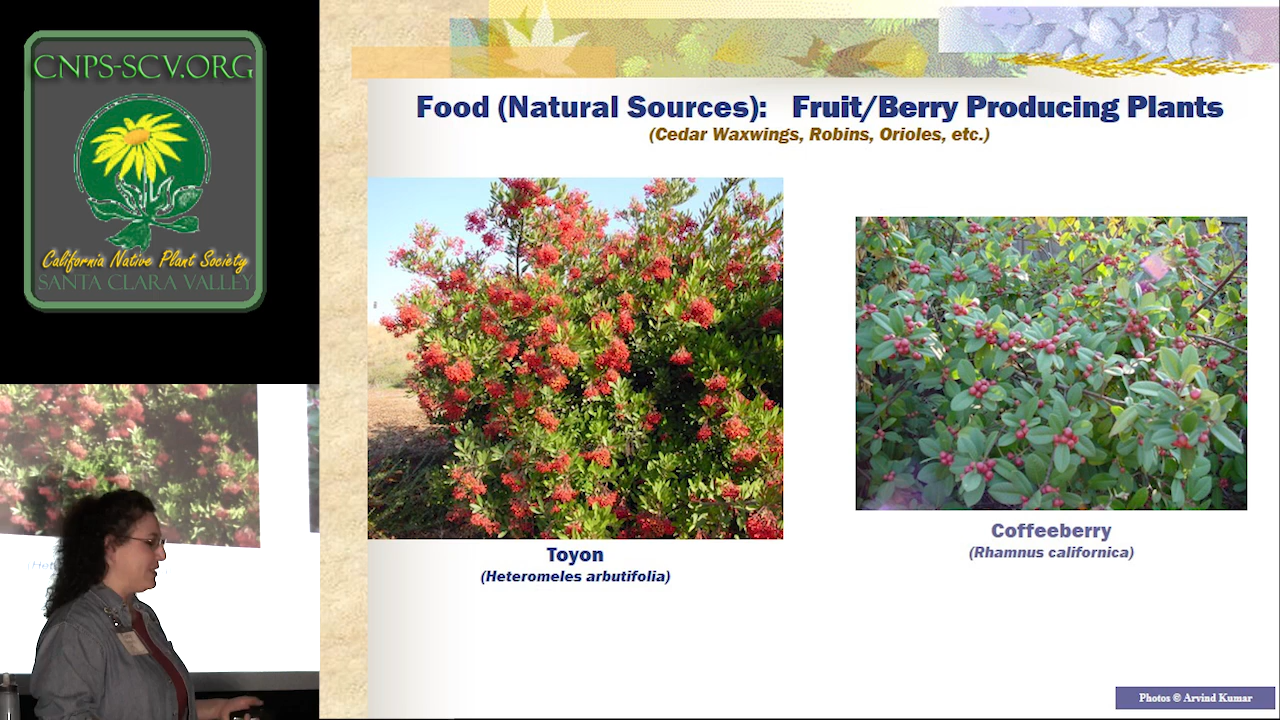 CNPS-SCV.ORG
California Native Plant Society
SANTA CLARA VALLEY
Food (Natural Sources): Fruit/Berry Producing Plants
(Cedar Waxwings, Robins, Orioles, etc.)
Toyon
(Heteromeles arbutifolia)
Coffeeberry
(Rhamnus californica)
Photos © Arvind Kumar